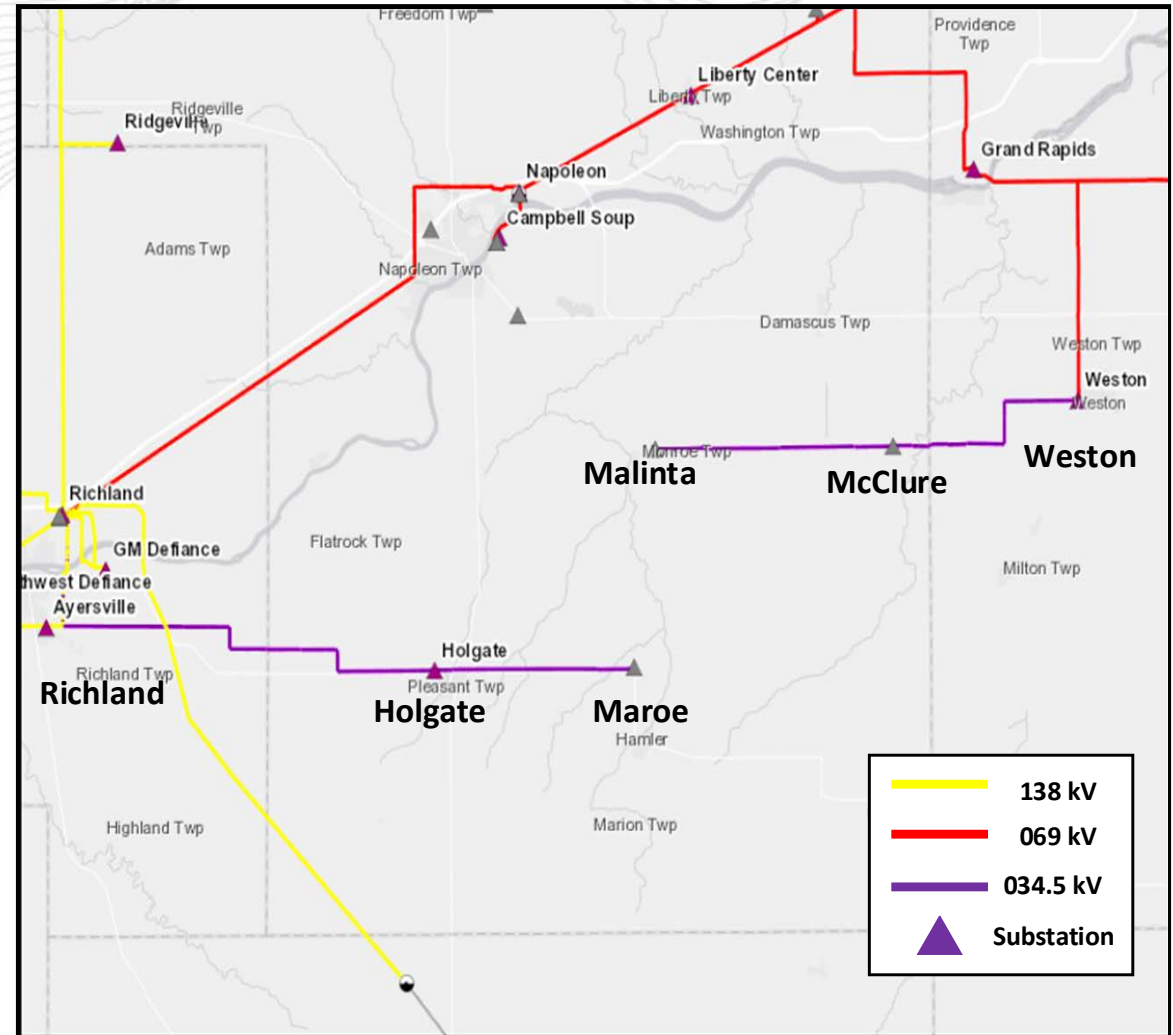 Freedom Twp
Providence
Twp
Liberty Center
Liberty Twp
Ridgeville
Twp
Ridgeville
Washington Twp
Grand Rapids
Napoleon
Campbell Soup
Adams Twp
Napoleon Twp
Damascus Twp
Weston Twp
Weston
Weston
Monroe Twp
Malinta
McClure
Weston
Richland
Flatrock Twp
GM Defiance
Milton Twp
thwest Defiance
Ayersville
Holgate
Richland Twp
Pleasant Twp
Richland
Holgate
Maroe
Hamler
Highland Twp
Marion Twp
138 kV
069 kV
034.5 kV
Substation